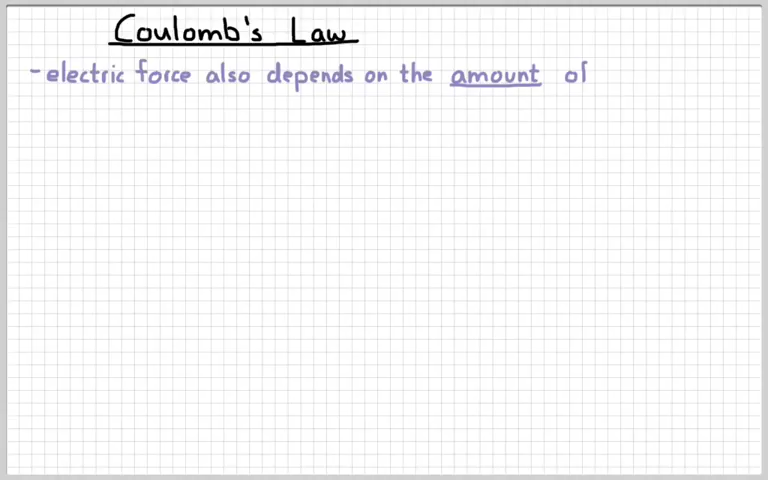 Coulomb's Law
- electric force also depends on the amount of